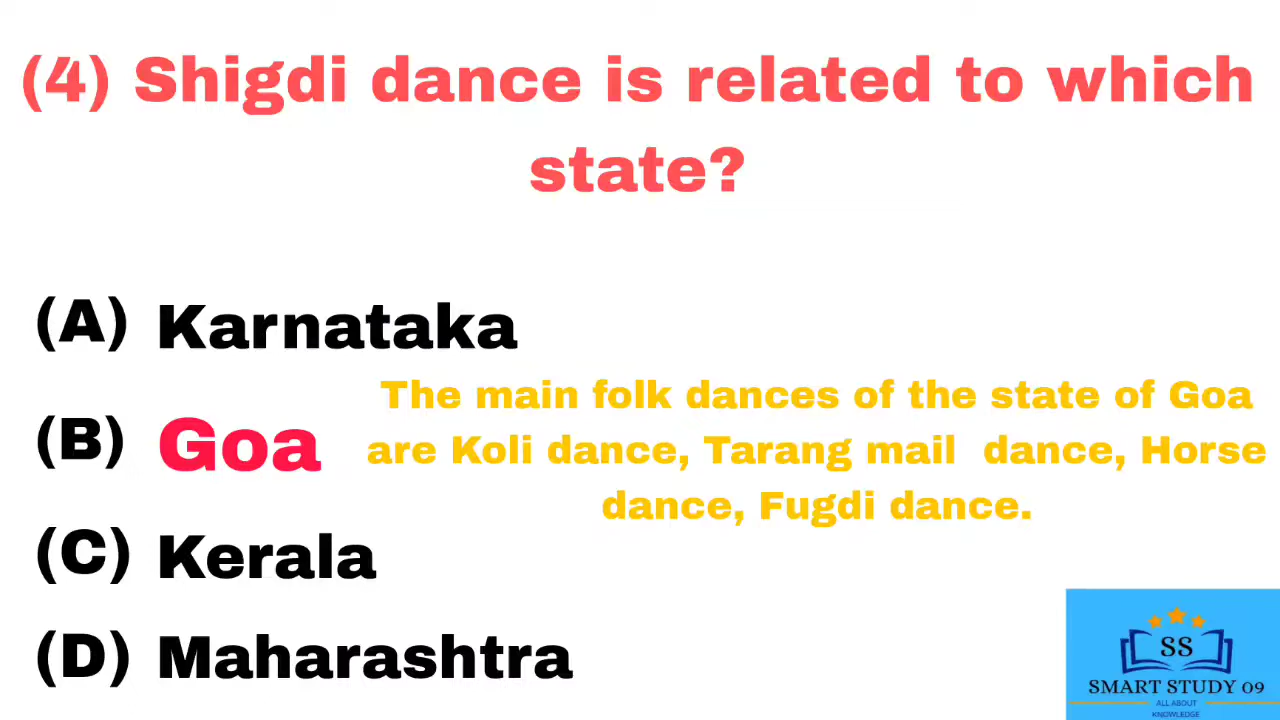 (4) Shigdi dance is related to which
state?
(A) Karnataka
(B) Goa
The main folk dances of the state of Goa
are Koli dance, Tarang mail dance, Horse
dance, Fugdi dance.
(C) Kerala
(D) Maharashtra
SS
SMART STUDY 09
ALL ABOUT
KNOWLEDGE